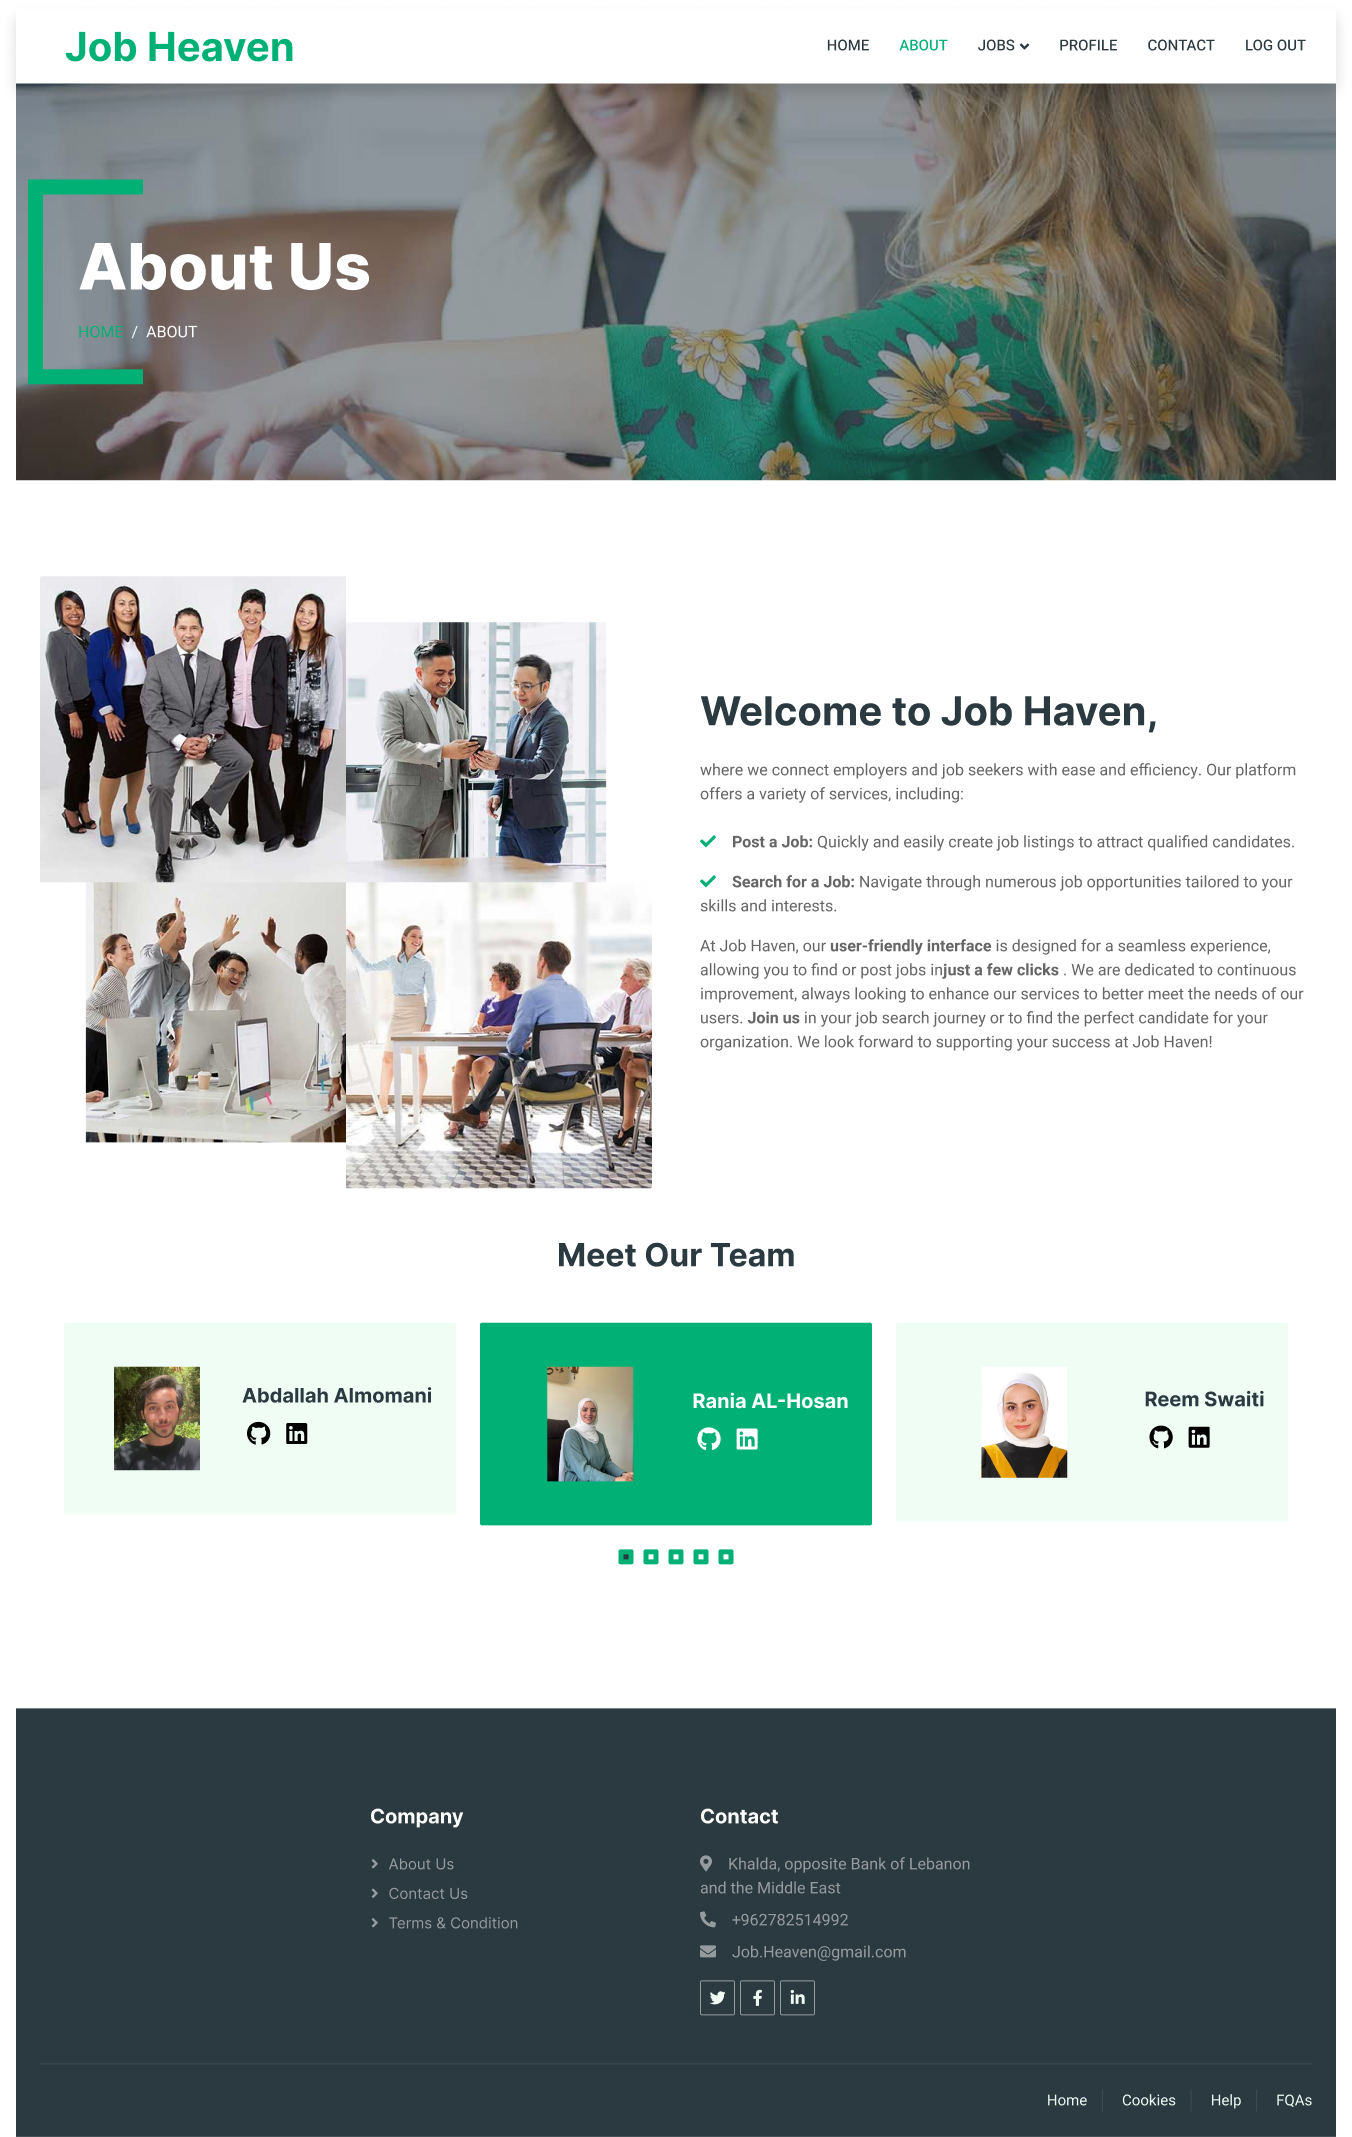 Job Heaven
HOME
ABOUT
JOBS
PROFILE
CONTACT
LOG OUT
About Us
HOME / ABOUT
Welcome to Job Haven,
where we connect employers and job seekers with ease and efficiency. Our platform
offers a variety of services, including:
Post a Job: Quickly and easily create job listings to attract qualified candidates.
Search for a Job: Navigate through numerous job opportunities tailored to your
skills and interests.
At Job Haven, our user-friendly interface is designed for a seamless experience,
allowing you to find or post jobs injust a few clicks . We are dedicated to continuous
improvement, always looking to enhance our services to better meet the needs of our
users. Join us in your job search journey or to find the perfect candidate for your
organization. We look forward to supporting your success at Job Haven!
Meet Our Team
Abdallah Almomani
Rania AL-Hosan
Reem Swaiti
Company
About Us
Contact Us
Terms & Condition
Contact
Khalda, opposite Bank of Lebanon
and the Middle East
+962782514992
Job.Heaven@gmail.com
Home
Cookies
Help
FQAs